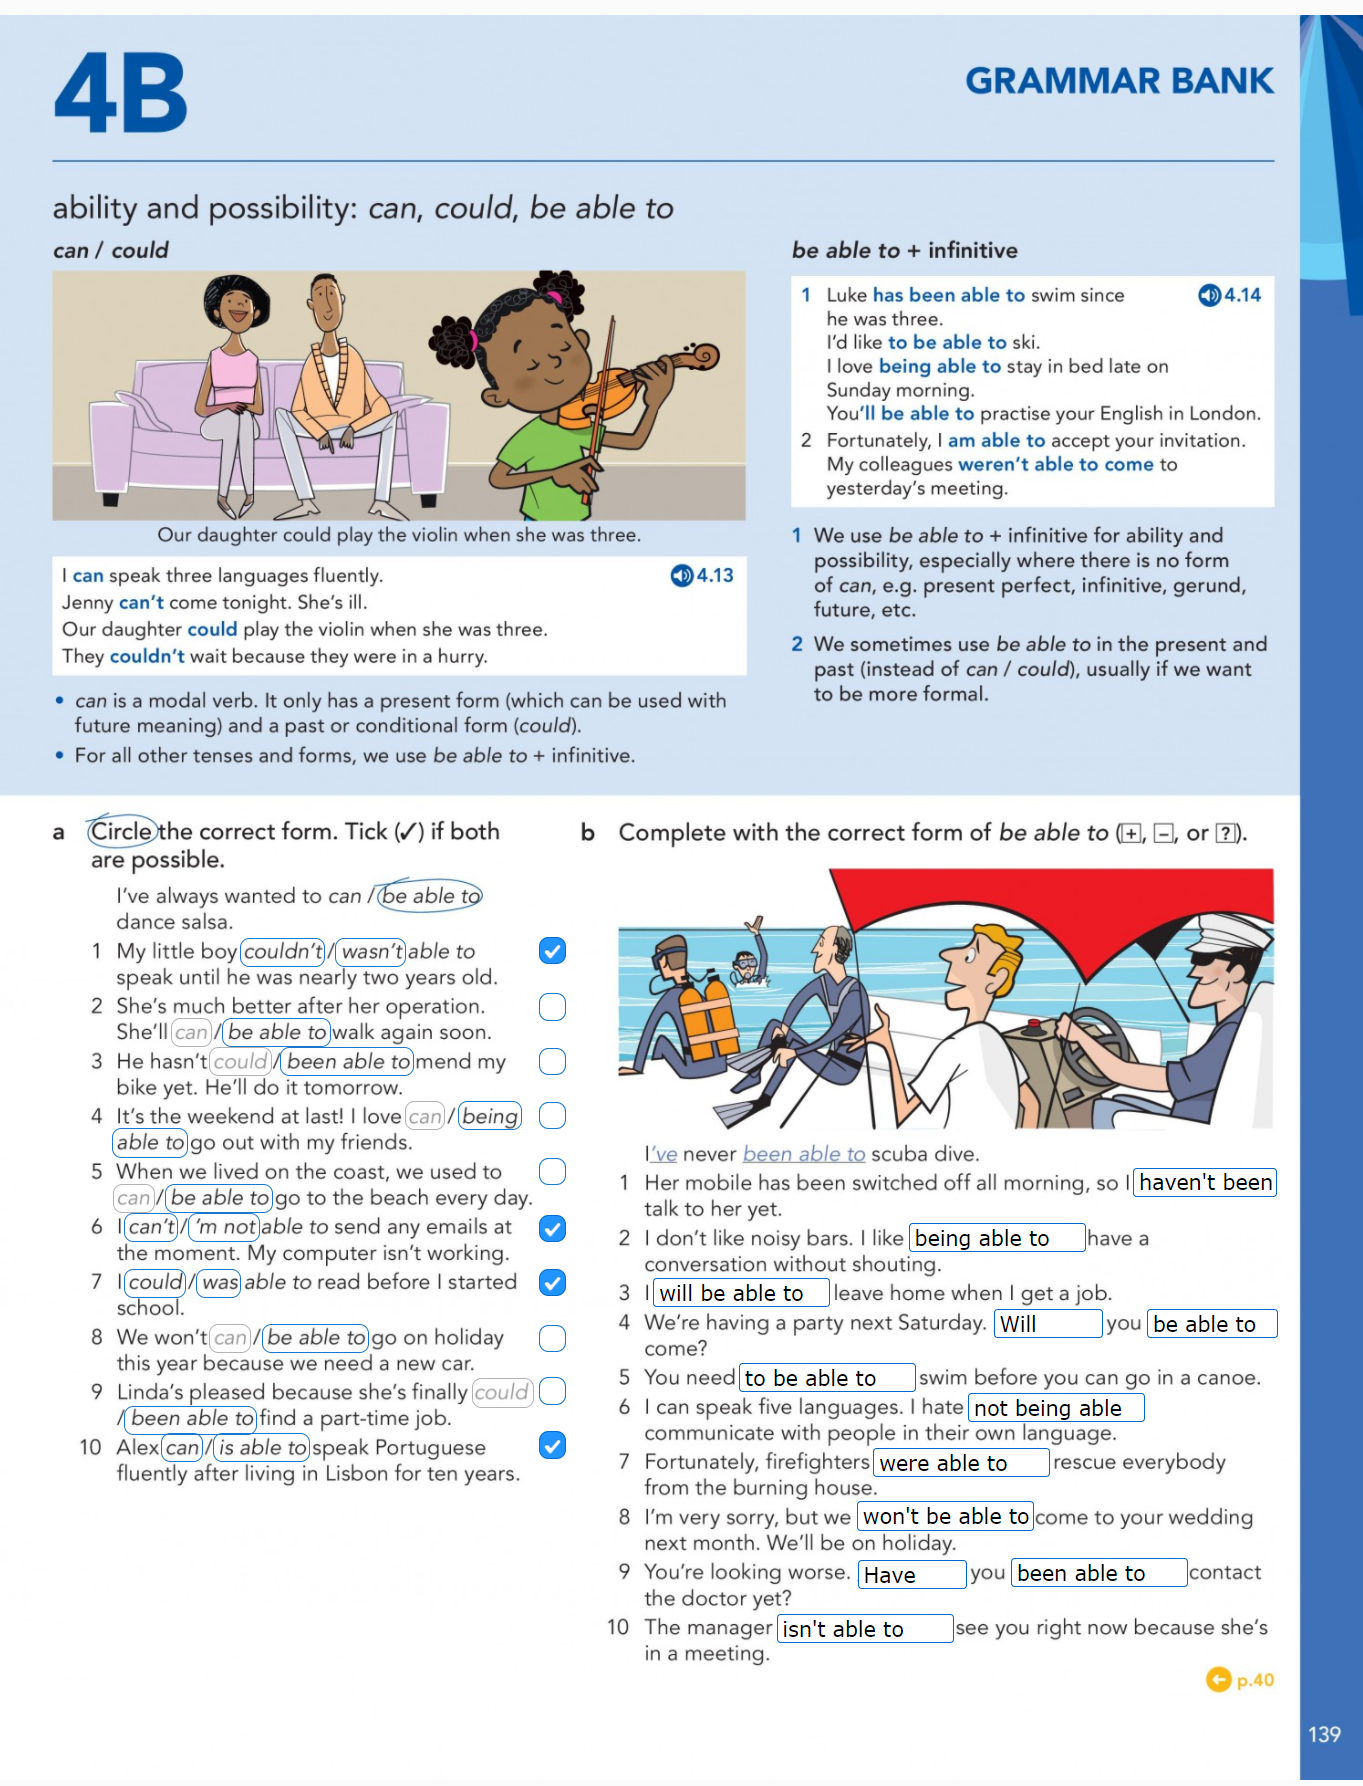 4B
GRAMMAR BANK
ability and possibility: can, could, be able to
can / could
Our daughter could play the violin when she was three.
I can speak three languages fluently. 4.13
Jenny can't come tonight. She's ill.
Our daughter could play the violin when she was three.
They couldn't wait because they were in a hurry.
• can is a modal verb. It only has a present form (which can be used with
future meaning) and a past or conditional form (could).
• For all other tenses and forms, we use be able to + infinitive.
be able to + infinitive
1 Luke has been able to swim since 4.14
he was three.
I'd like to be able to ski.
I love being able to stay in bed late on
Sunday morning.
You'll be able to practise your English in London.
2 Fortunately, I am able to accept your invitation.
My colleagues weren't able to come to
yesterday's meeting.
1 We use be able to + infinitive for ability and
possibility, especially where there is no form
of can, e.g. present perfect, infinitive, gerund,
future, etc.
2 We sometimes use be able to in the present and
past (instead of can / could), usually if we want
to be more formal.
a Circle the correct form. Tick (✓) if both
are possible.
I've always wanted to can / be able to
dance salsa.
1 My little boy couldn't / wasn't able to
speak until he was nearly two years old.
2 She's much better after her operation.
She'll can / be able to walk again soon.
3 He hasn't could / been able to mend my
bike yet. He'll do it tomorrow.
4 It's the weekend at last! I love can / being
able to go out with my friends.
5 When we lived on the coast, we used to
can / be able to go to the beach every day.
6 I can't / 'm not able to send any emails at
the moment. My computer isn't working.
7 I could / was able to read before I started
school.
8 We won't can / be able to go on holiday
this year because we need a new car.
9 Linda's pleased because she's finally could
/ been able to find a part-time job.
10 Alex can / is able to speak Portuguese
fluently after living in Lisbon for ten years.
b Complete with the correct form of be able to (+, −, or ?).
I've never been able to scuba dive.
1 Her mobile has been switched off all morning, so I haven't been
talk to her yet.
2 I don't like noisy bars. I like being able to have a
conversation without shouting.
3 I will be able to leave home when I get a job.
4 We're having a party next Saturday. Will you be able to
come?
5 You need to be able to swim before you can go in a canoe.
6 I can speak five languages. I hate not being able
communicate with people in their own language.
7 Fortunately, firefighters were able to rescue everybody
from the burning house.
8 I'm very sorry, but we won't be able to come to your wedding
next month. We'll be on holiday.
9 You're looking worse. Have you been able to contact
the doctor yet?
10 The manager isn't able to see you right now because she's
in a meeting.
p.40
139